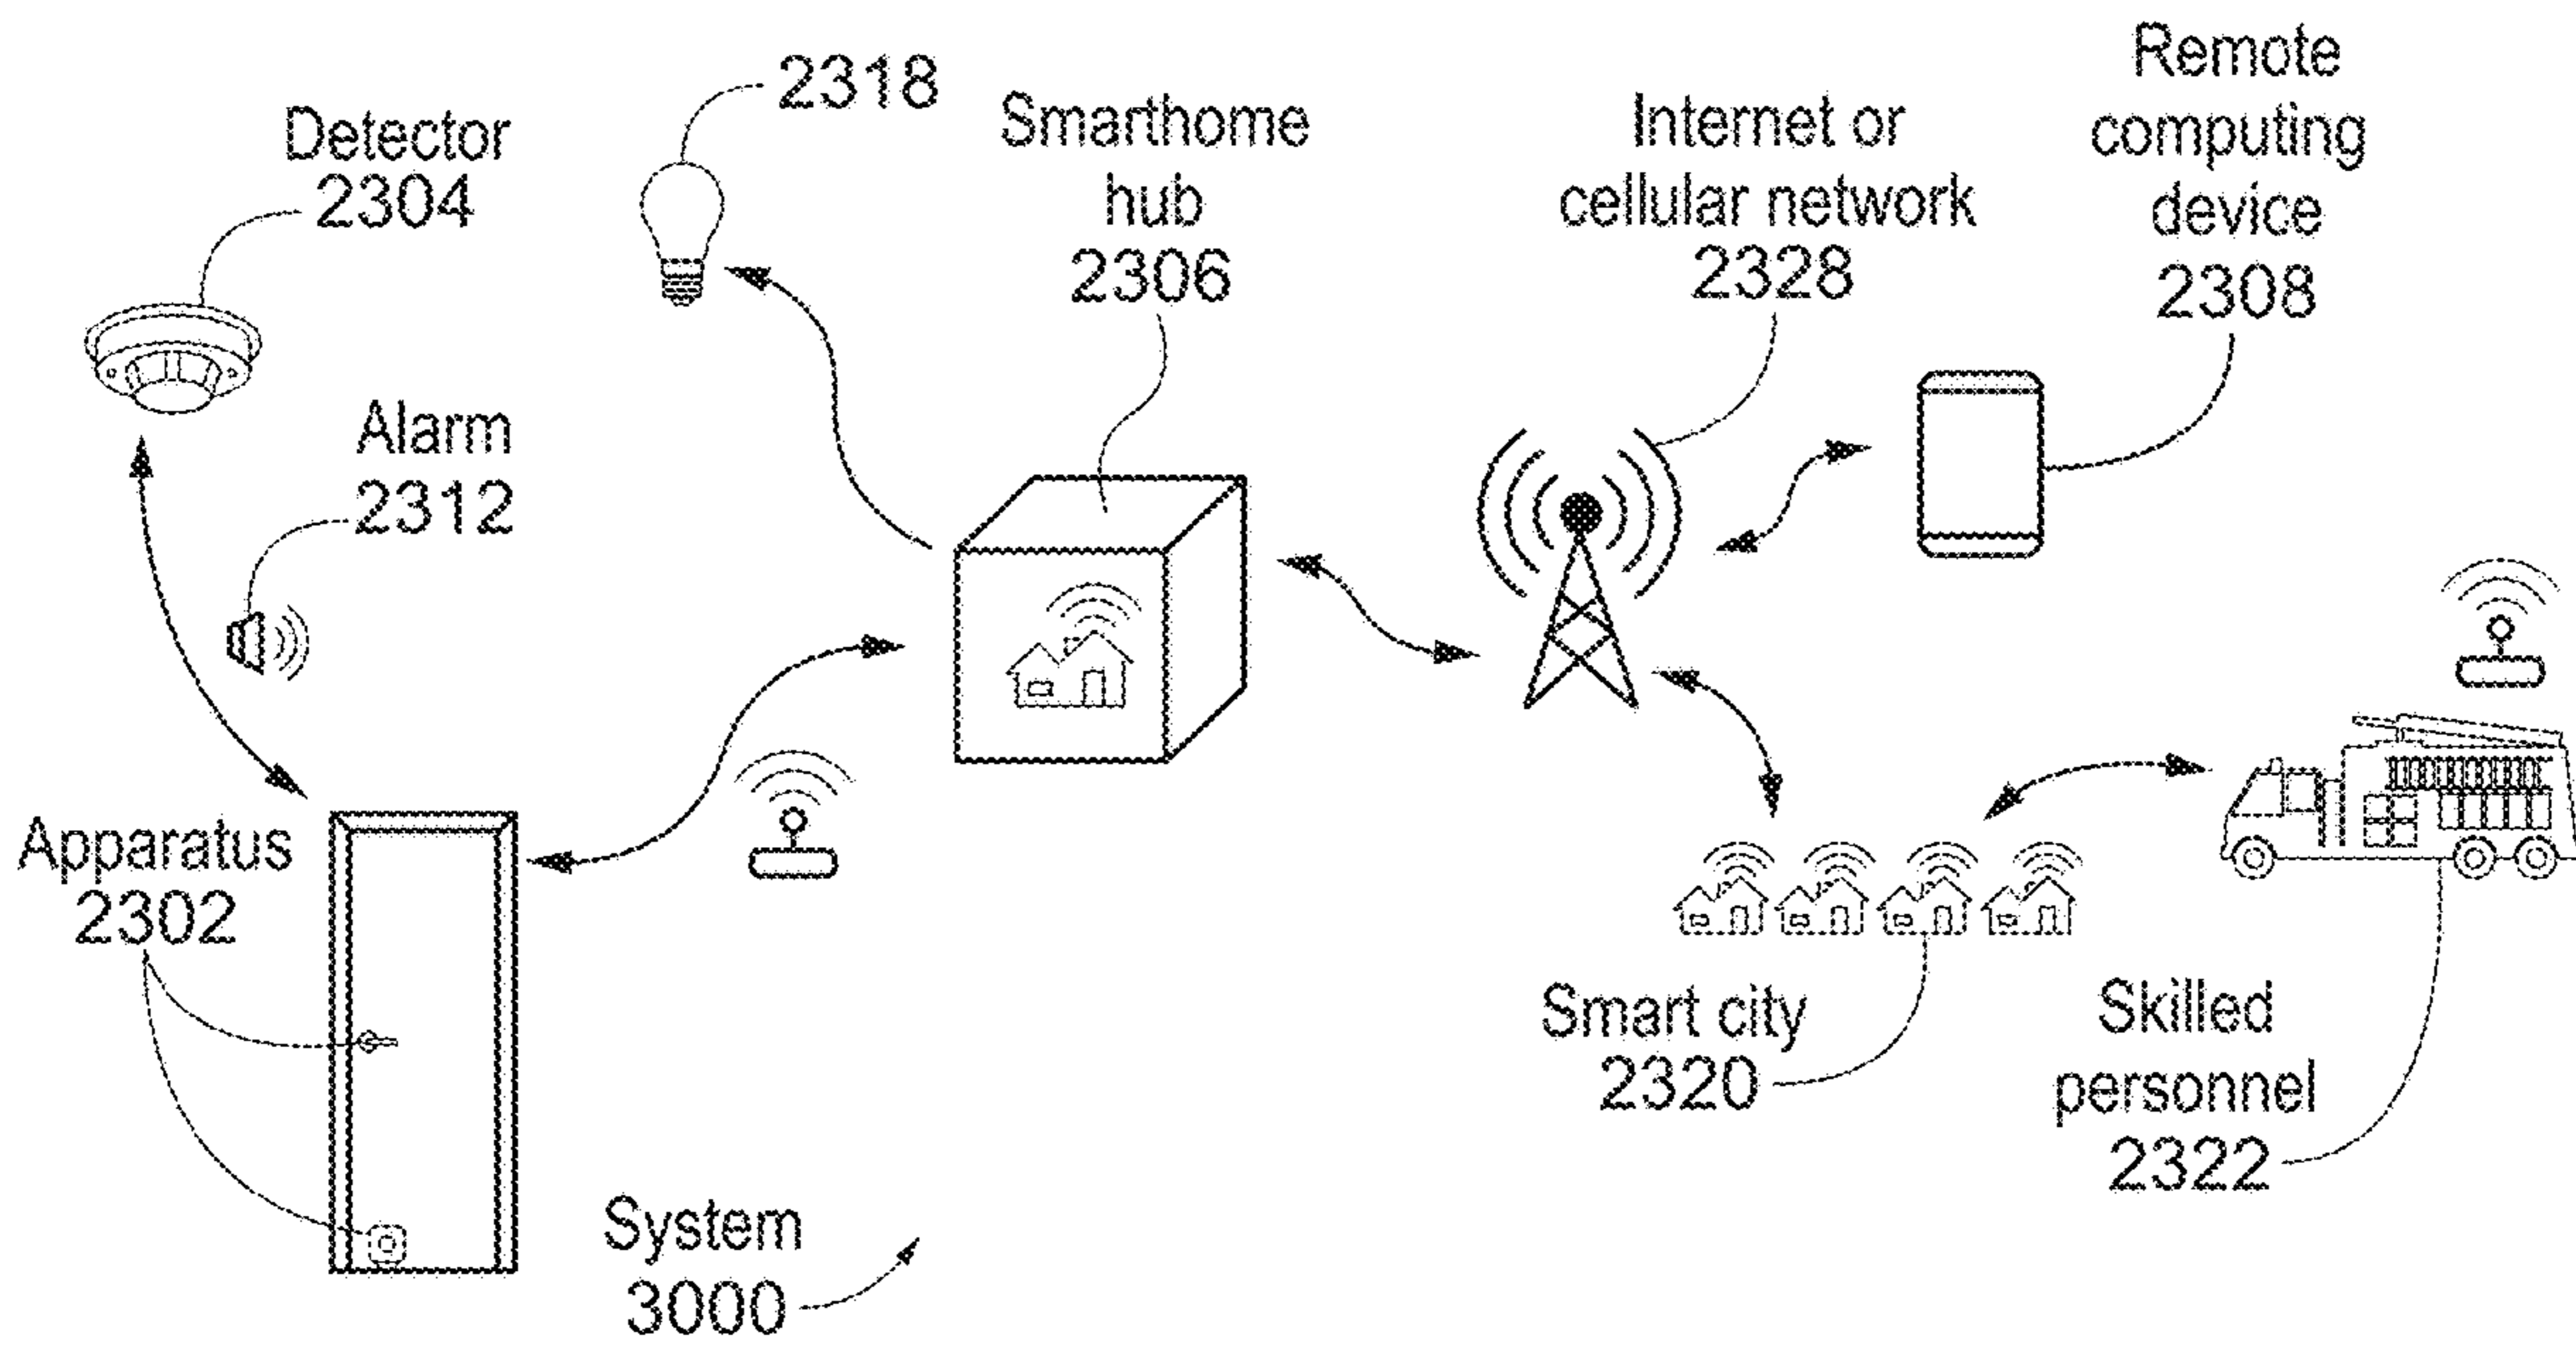 2318
Detector
2304
Smarthome
hub
2306
Internet or
cellular network
2328
Remote
computing
device
2308
Alarm
2312
Apparatus
2302
Smart city
2320
Skilled
personnel
2322
System
3000